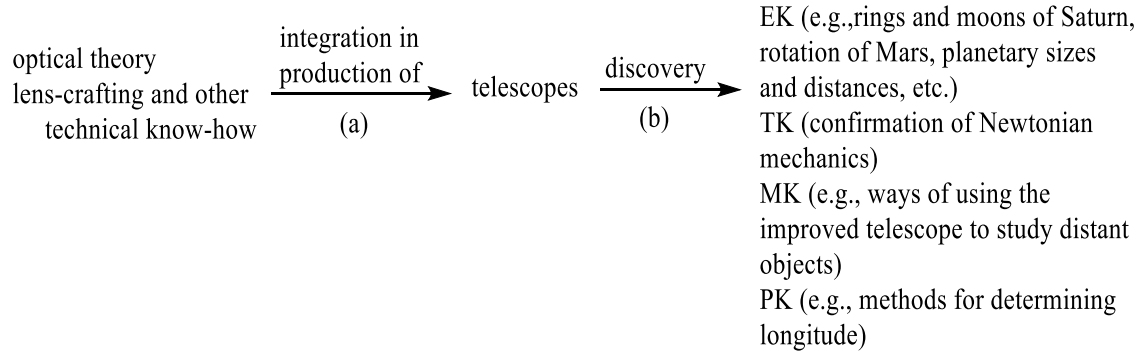 optical theory
lens-crafting and other
technical know-how
integration in
production of
(a)
telescopes
discovery
(b)
EK (e.g.,rings and moons of Saturn,
rotation of Mars, planetary sizes
and distances, etc.)
TK (confirmation of Newtonian
mechanics)
MK (e.g., ways of using the
improved telescope to study distant
objects)
PK (e.g., methods for determining
longitude)